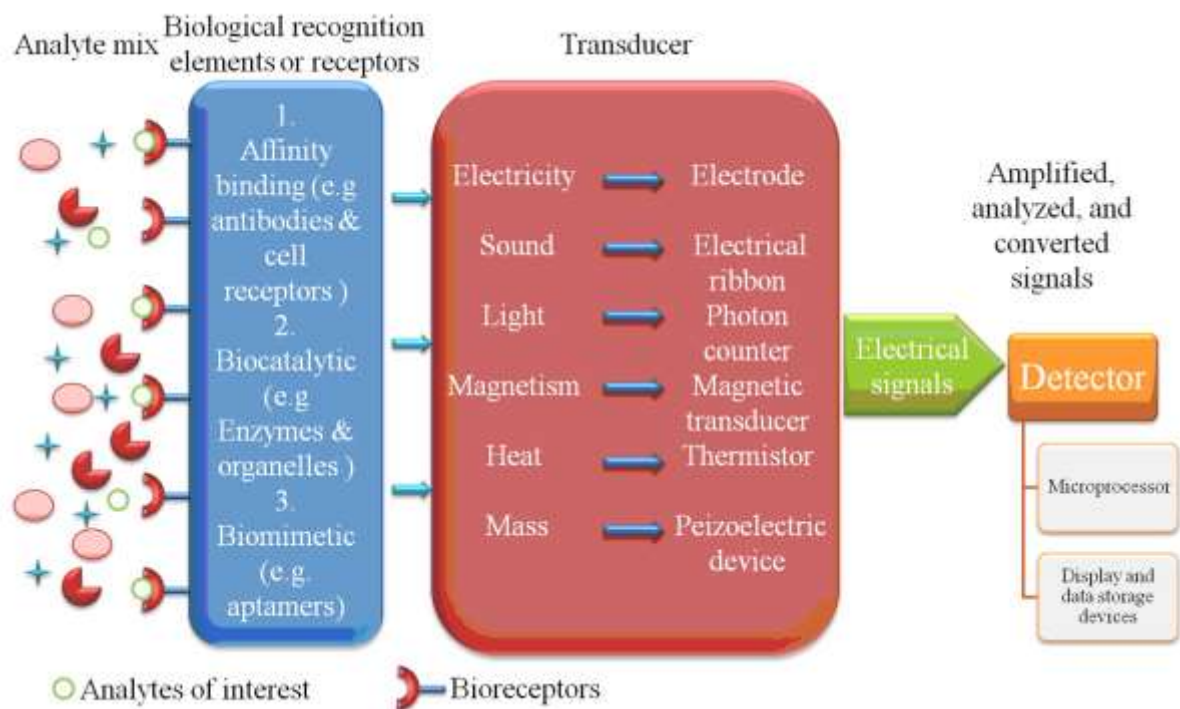 Analyte mix
Biological recognition
elements or receptors
Transducer
1.
Affinity
binding (e.g
antibodies &
cell
receptors )
2.
Biocatalytic
(e.g
Enzymes &
organelles )
3.
Biomimetic
(e.g.
aptamers)
Electricity
Electrode
Sound
Electrical
ribbon
Light
Photon
counter
Magnetism
Magnetic
transducer
Heat
Thermistor
Mass
Peizoelectric
device
Electrical
signals
Amplified,
analyzed, and
converted
signals
Detector
Microprocessor
Display and
data storage
devices
Analytes of interest
Bioreceptors